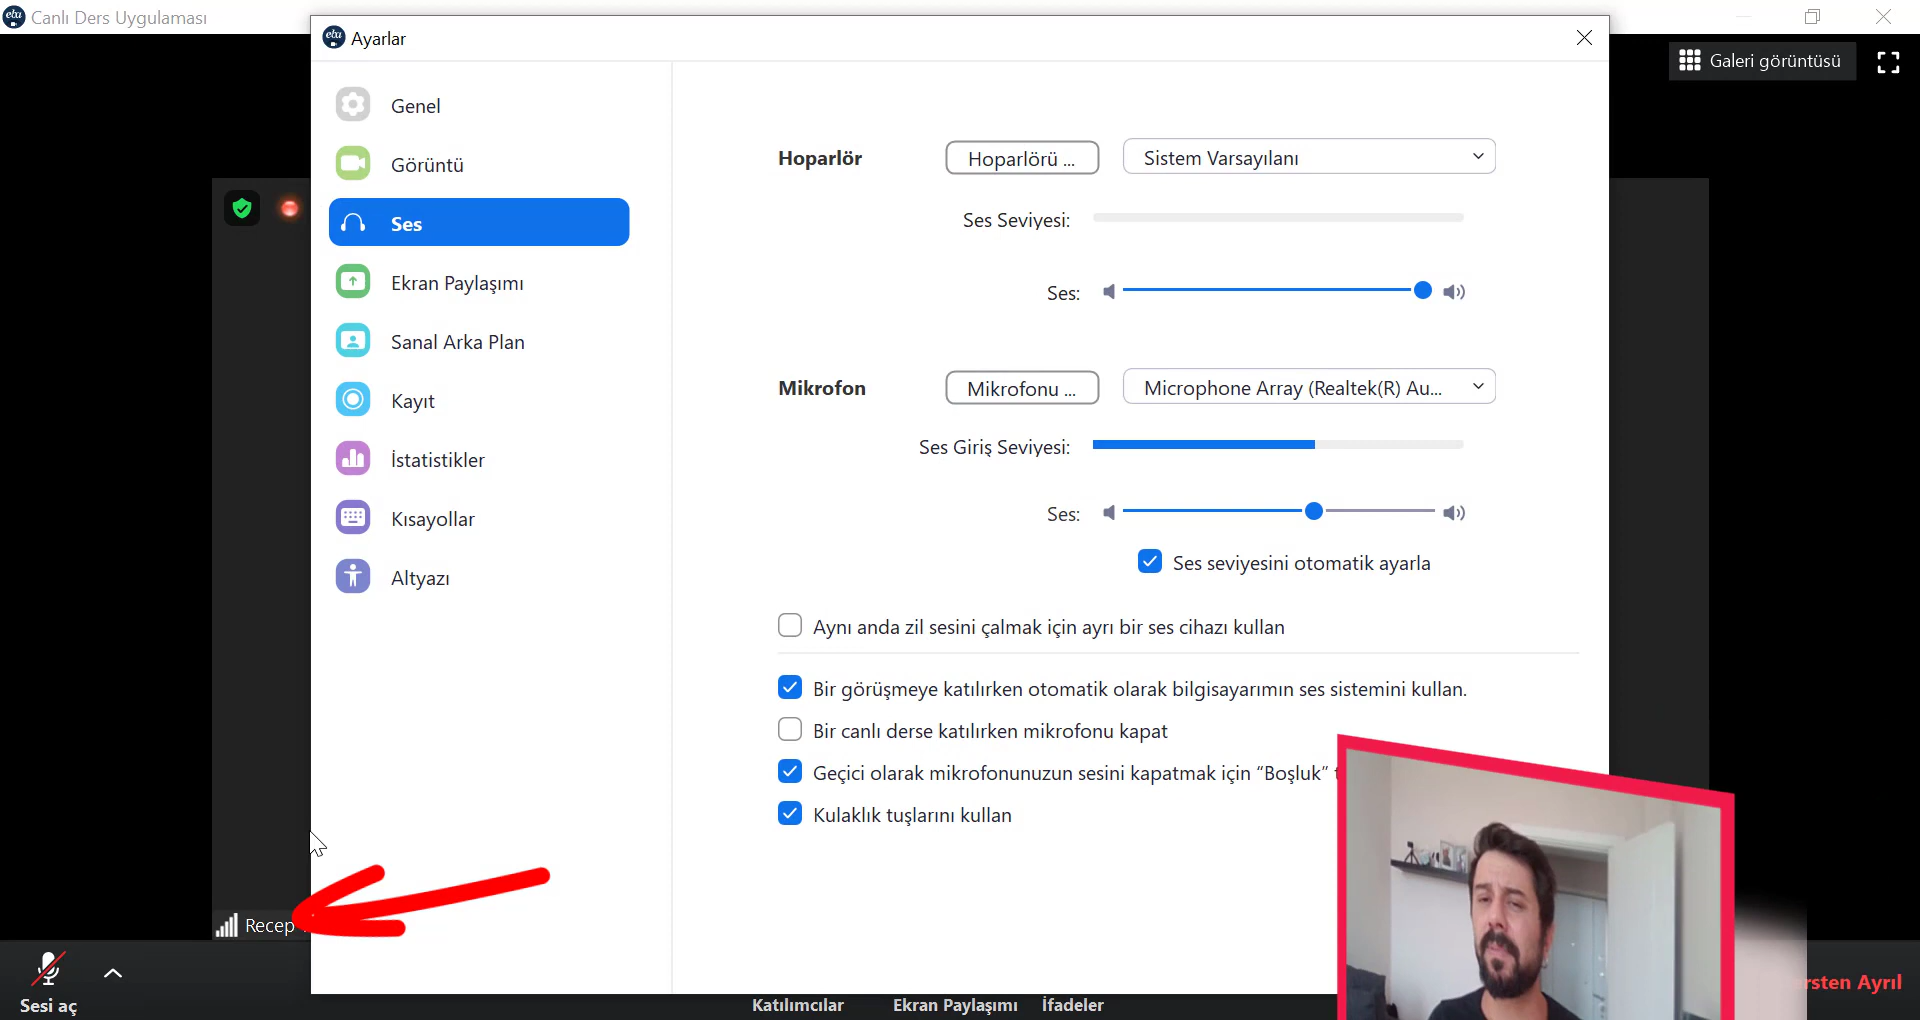 eba Canlı Ders Uygulaması
eba Ayarlar
Galeri görüntüsü
Genel
Görüntü
Ses
Ekran Paylaşımı
Sanal Arka Plan
Kayıt
İstatistikler
Kısayollar
Altyazı
Hoparlör Hoparlörü ... Sistem Varsayılanı
Ses Seviyesi:
Ses:
Mikrofon Mikrofonu ... Microphone Array (Realtek(R) Au...
Ses Giriş Seviyesi:
Ses:
Ses seviyesini otomatik ayarla
Aynı anda zil sesini çalmak için ayrı bir ses cihazı kullan
Bir görüşmeye katılırken otomatik olarak bilgisayarımın ses sistemini kullan.
Bir canlı derse katılırken mikrofonu kapat
Geçici olarak mikrofonunuzun sesini kapatmak için “Boşluk”
Kulaklık tuşlarını kullan
Recep
Sesi aç
Katılımcılar Ekran Paylaşımı İfadeler
rsten Ayrıl